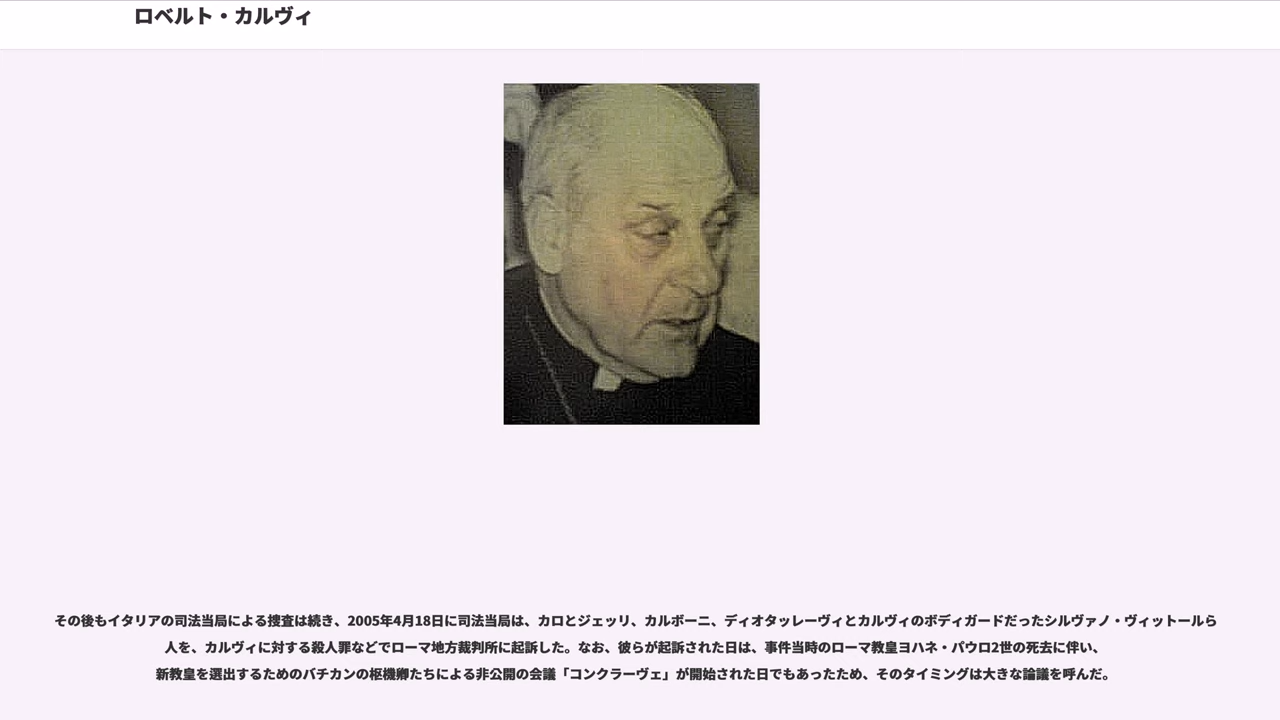 ロベルト・カルヴィ
その後もイタリアの司法当局による捜査は続き、2005年4月18日に司法当局は、カロとジェッリ、カルボーニ、ディオタッレーヴィとカルヴィのボディガードだったシルヴァノ・ヴィットールら
人を、カルヴィに対する殺人罪などでローマ地方裁判所に起訴した。なお、彼らが起訴された日は、事件当時のローマ教皇ヨハネ・パウロ2世の死去に伴い、
新教皇を選出するためのバチカンの枢機卿たちによる非公開の会議「コンクラーヴェ」が開始された日でもあったため、そのタイミングは大きな論議を呼んだ。